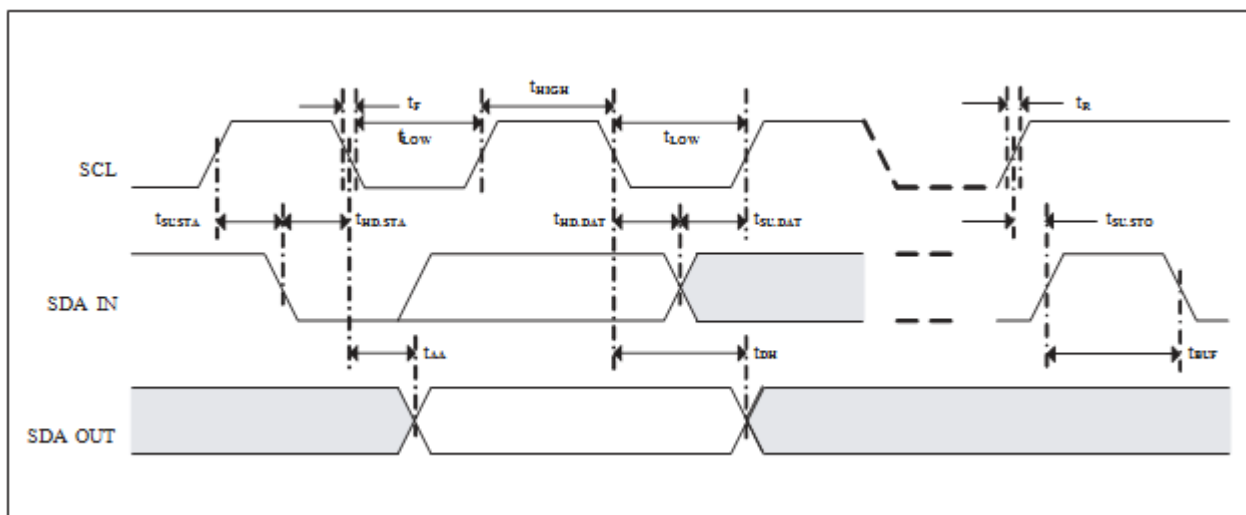 tHIGH
tF
tR
tLOW
tLOW
SCL
tSU.STA
tHD.STA
tHD.DAT
tSU.DAT
tSU.STO
SDA IN
tAA
tDH
tBUF
SDA OUT